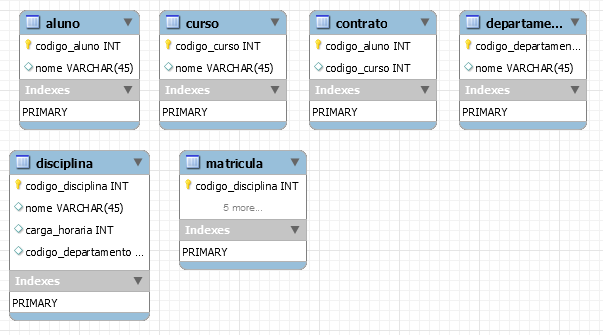 aluno
codigo_aluno INT
nome VARCHAR(45)
Indexes
PRIMARY
curso
codigo_curso INT
nome VARCHAR(45)
Indexes
PRIMARY
contrato
codigo_aluno INT
codigo_curso INT
Indexes
PRIMARY
departame...
codigo_departamen...
nome VARCHAR(45)
Indexes
PRIMARY
disciplina
codigo_disciplina INT
nome VARCHAR(45)
carga_horaria INT
codigo_departamento ...
Indexes
PRIMARY
matricula
codigo_disciplina INT
5 more...
Indexes
PRIMARY